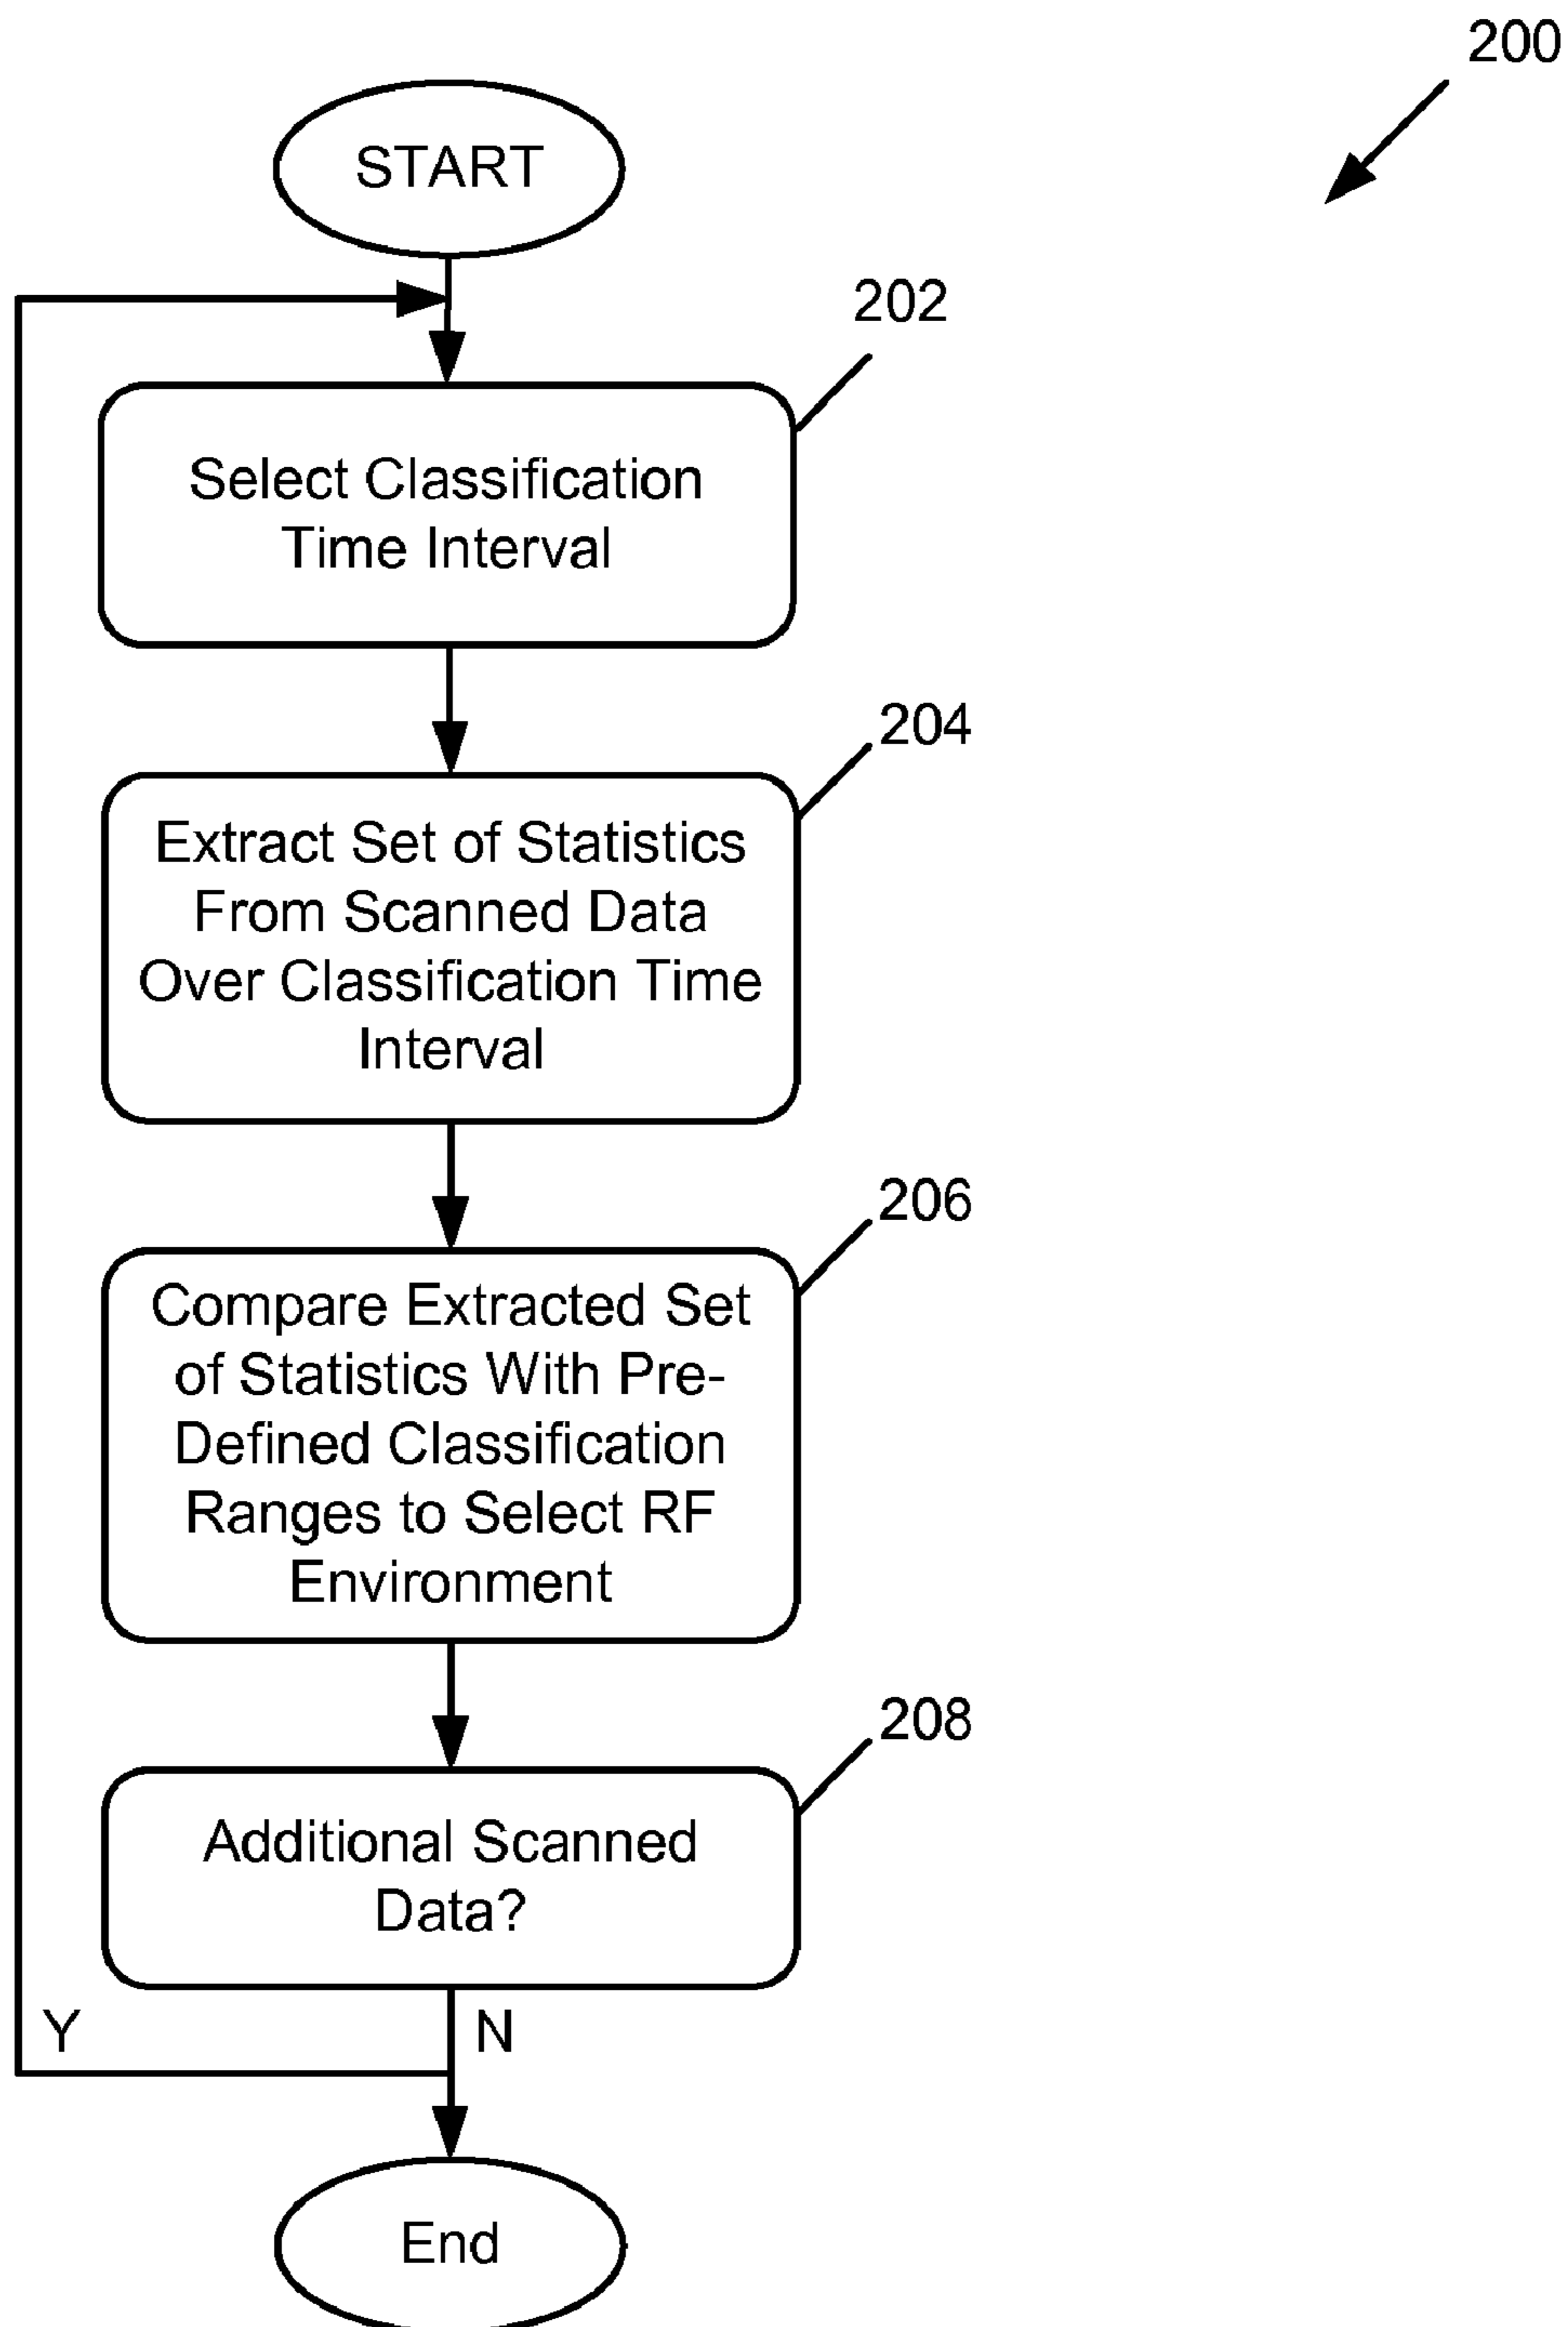 200
START
202
Select Classification
Time Interval
204
Extract Set of Statistics
From Scanned Data
Over Classification Time
Interval
206
Compare Extracted Set
of Statistics With Pre-
Defined Classification
Ranges to Select RF
Environment
208
Additional Scanned
Data?
Y
N
End